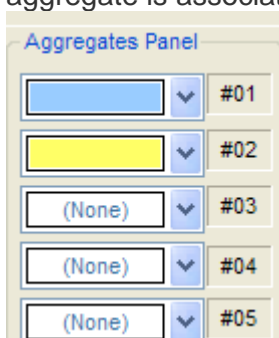 aggregate is associa
Aggregates Panel
#01
#02
(None) #03
(None) #04
(None) #05